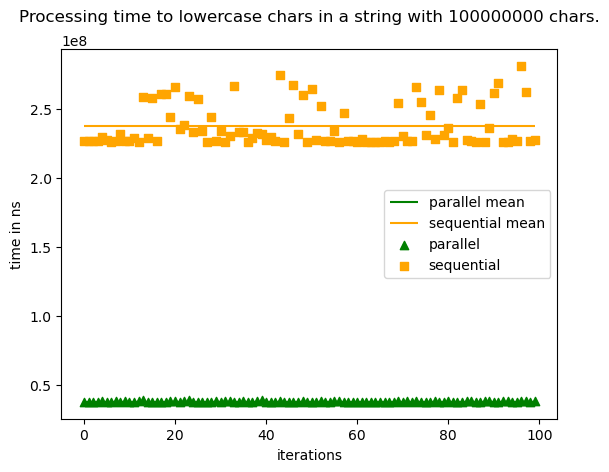 Processing time to lowercase chars in a string with 100000000 chars.
1e8
2.5
2.0
1.5
1.0
0.5
time in ns
parallel mean
sequential mean
parallel
sequential
0 20 40 60 80 100
iterations